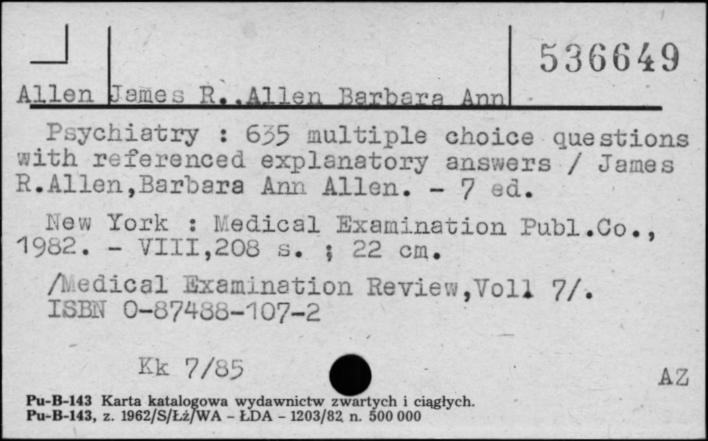 536649
Allen James R., Allen Barbara Ann
Psychiatry : 635 multiple choice questions
with referenced explanatory answers / James
R.Allen,Barbara Ann Allen. - 7 ed.
New York : Medical Examination Publ.Co.,
1982. - VIII,208 s. ; 22 cm.
/Medical Examination Review,Vol1 7/.
ISBN 0-87488-107-2
Kk 7/85
AZ
Pu-B-143 Karta katalogowa wydawnictw zwartych i ciągłych.
Pu-B-143, z. 1962/S/Łż/WA - ŁDA - 1203/82 n. 500 000